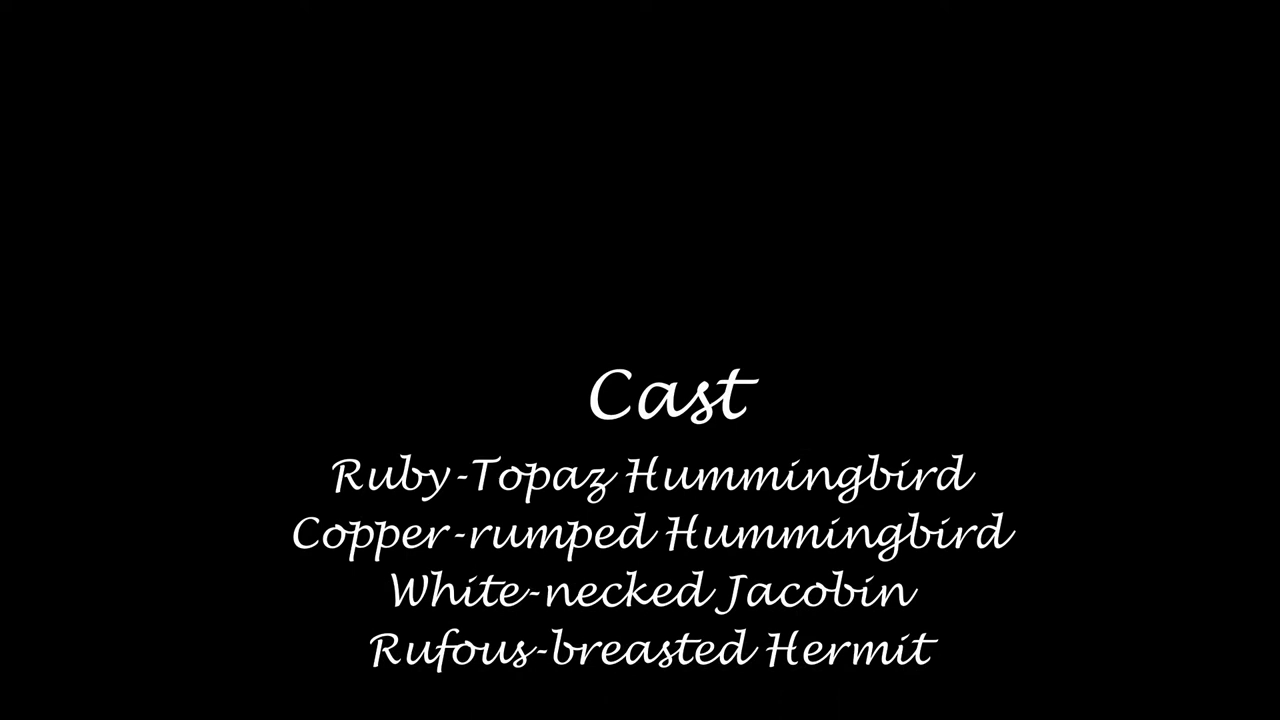 Cast
Ruby-Topaz Hummingbird
Copper-rumped Hummingbird
White-necked Jacobin
Rufous-breasted Hermit